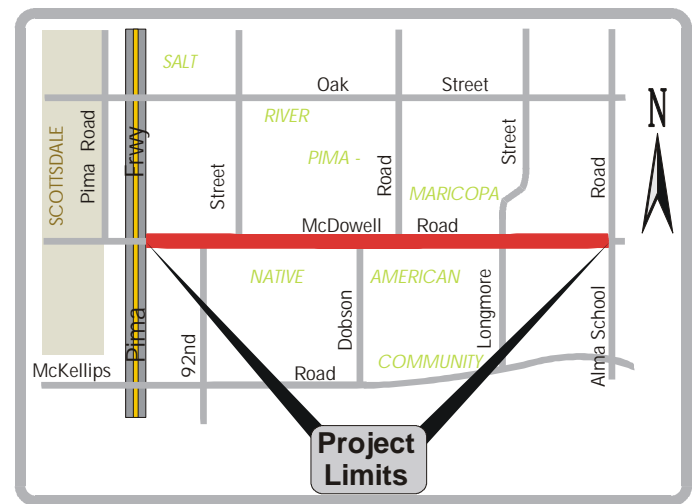 SALT
Oak Street
RIVER
N
SCOTTSDALE
Pima Road
Pima Frwy
92nd Street
PIMA -
Dobson Road
Longmore Street
Alma School Road
MARICOPA
McDowell Road
NATIVE AMERICAN
COMMUNITY
McKellips Road
Project
Limits